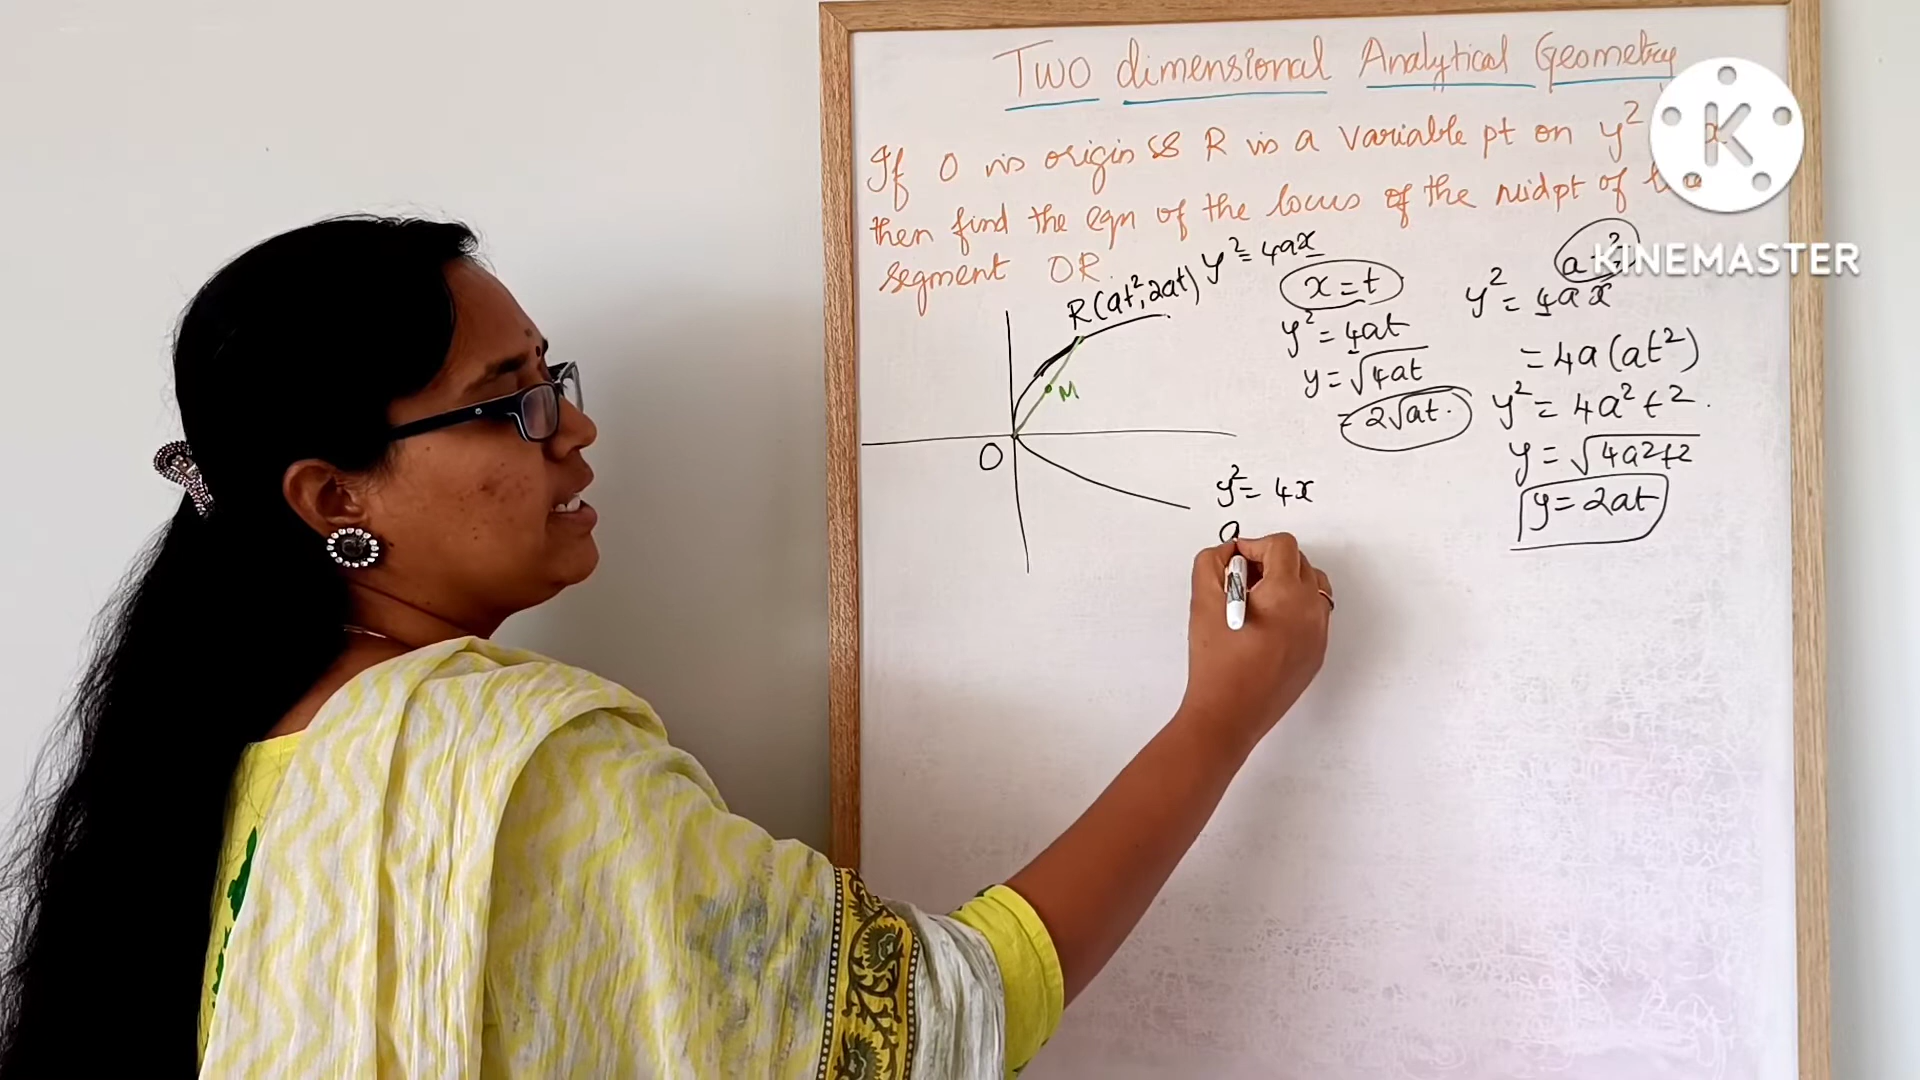 Two dimensional Analytical Geometry
If O is origin & R is a variable pt on y²
then find the eqn of the locus of the midpt of
segment OR.
y² = 4ax
R(at², 2at)
M
O
x = t
y² = 4at
y = √4at
= 2√at.
at²
y² = 4ax
= 4a(at²)
y² = 4a²t².
y = √4a²t²
y = 2at
y² = 4x
a
K
KINEMASTER